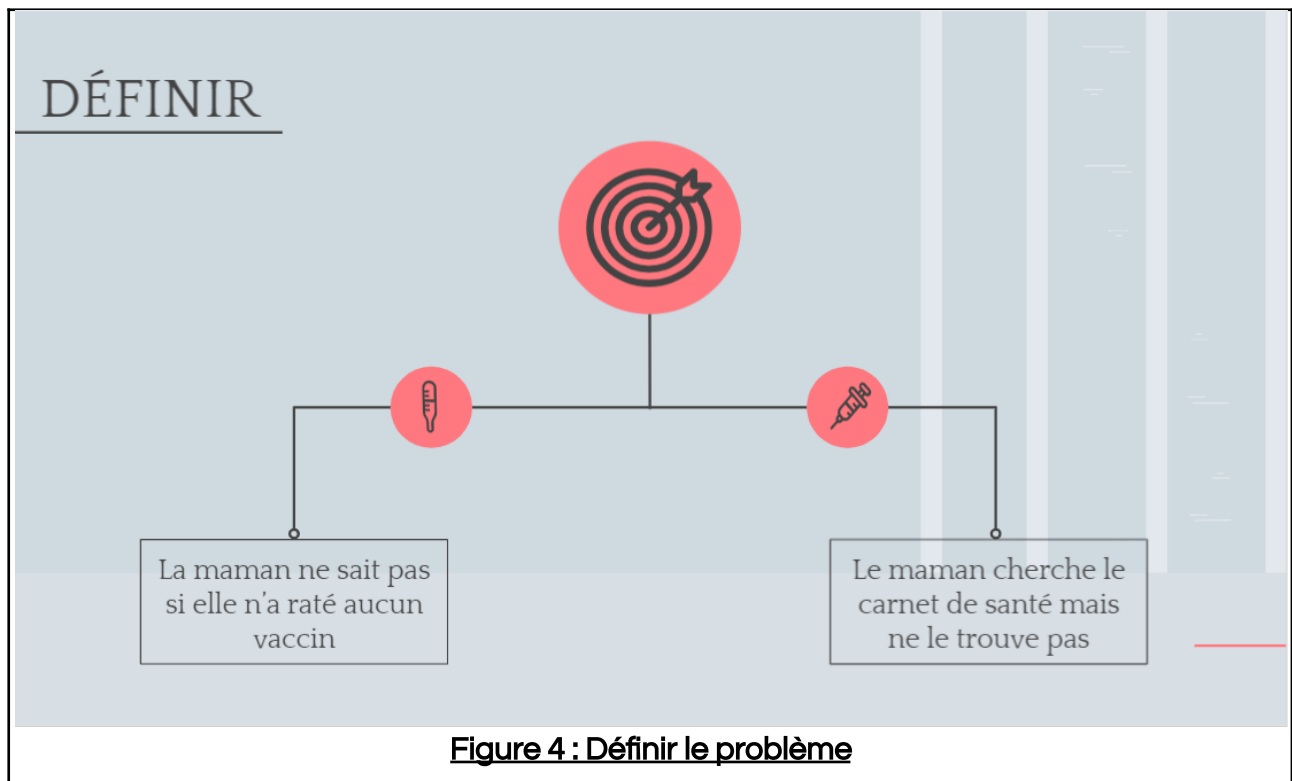 DÉFINIR
La maman ne sait pas
si elle n'a raté aucun
vaccin
Le maman cherche le
carnet de santé mais
ne le trouve pas
Figure 4 : Définir le problème